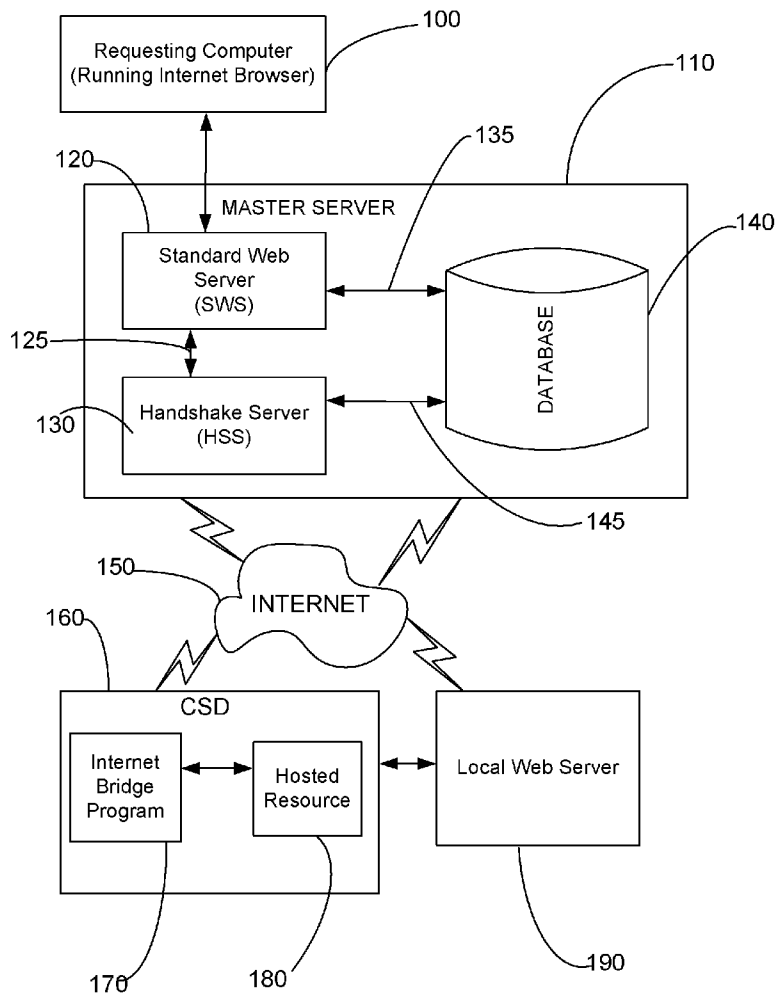 100
Requesting Computer
(Running Internet Browser)
110
135
120
MASTER SERVER
140
Standard Web
Server
(SWS)
DATABASE
125
Handshake Server
(HSS)
130
145
150
INTERNET
160
CSD
Internet
Bridge
Program
Hosted
Resource
Local Web Server
170
180
190